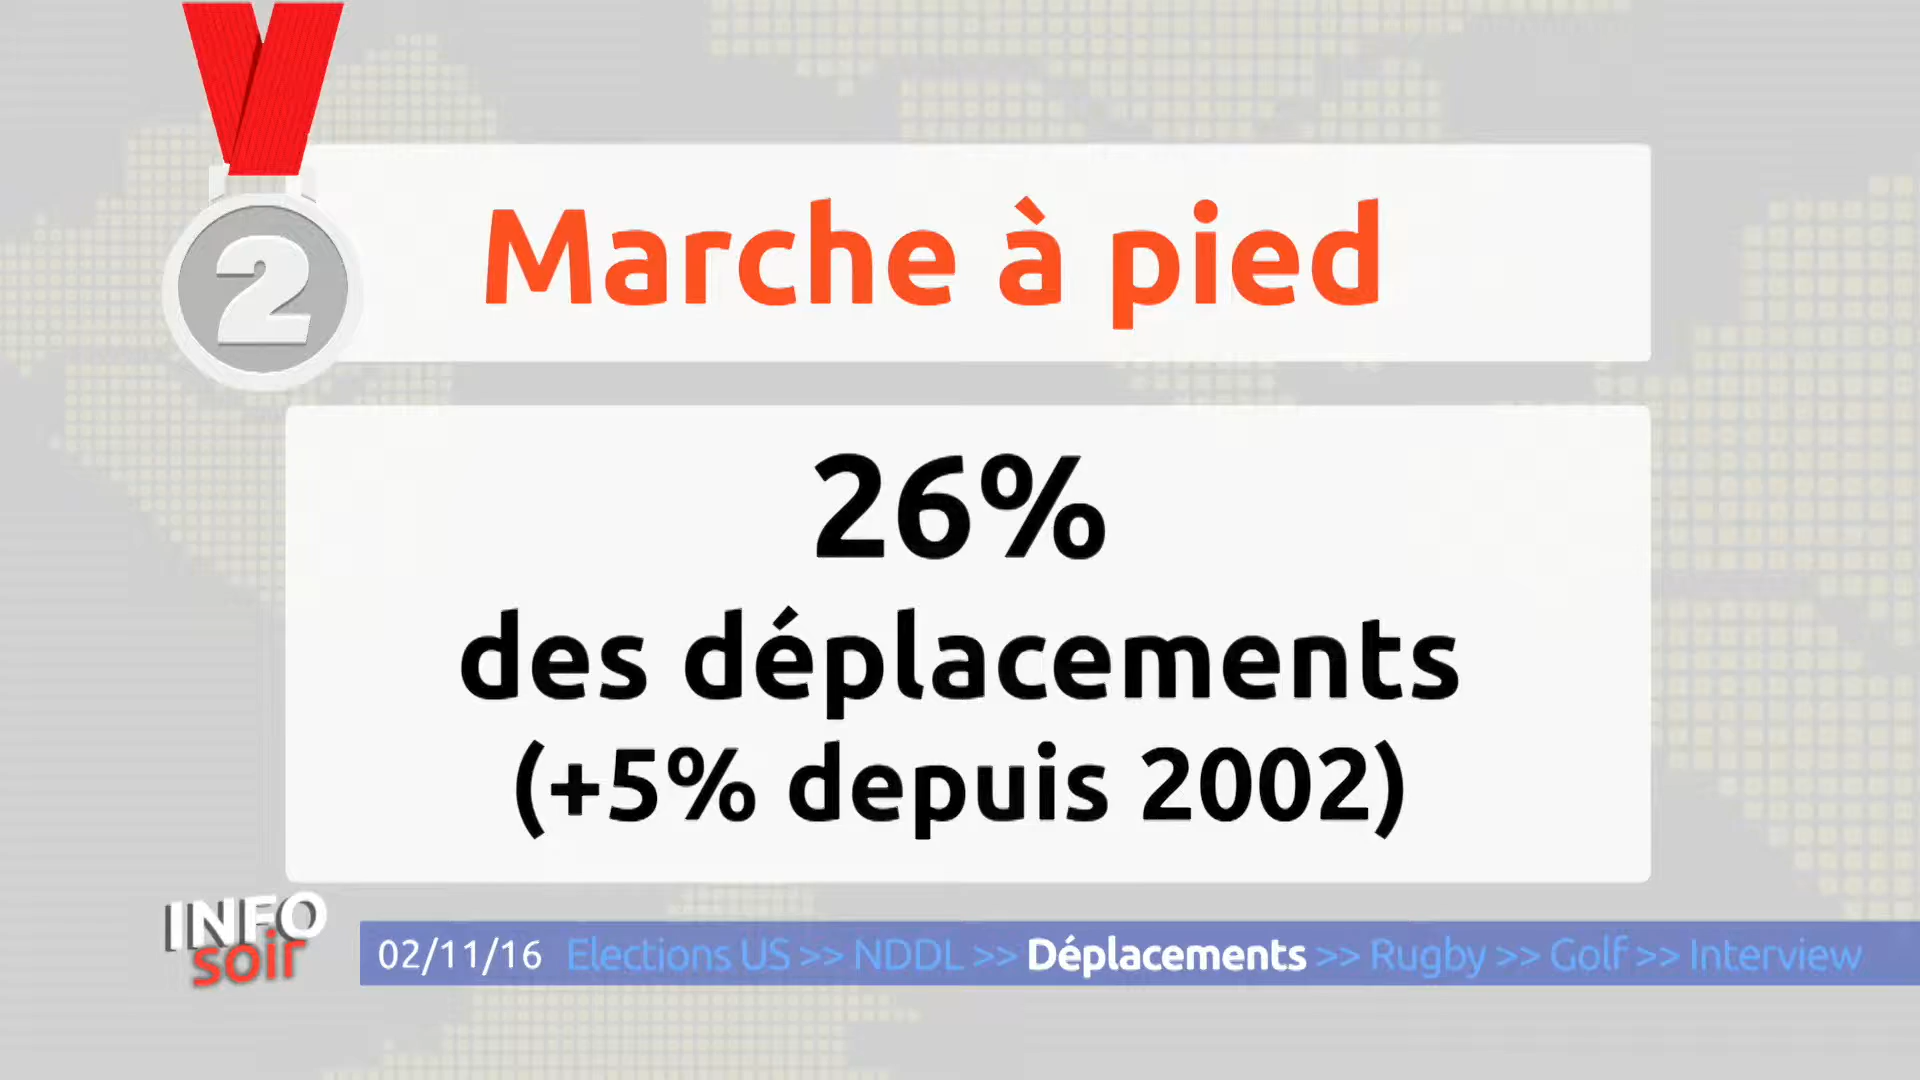 2
Marche à pied
26%
des déplacements
(+5% depuis 2002)
INFO
soir
02/11/16 Elections US >> NDDL >> Déplacements >> Rugby >> Golf >> Interview